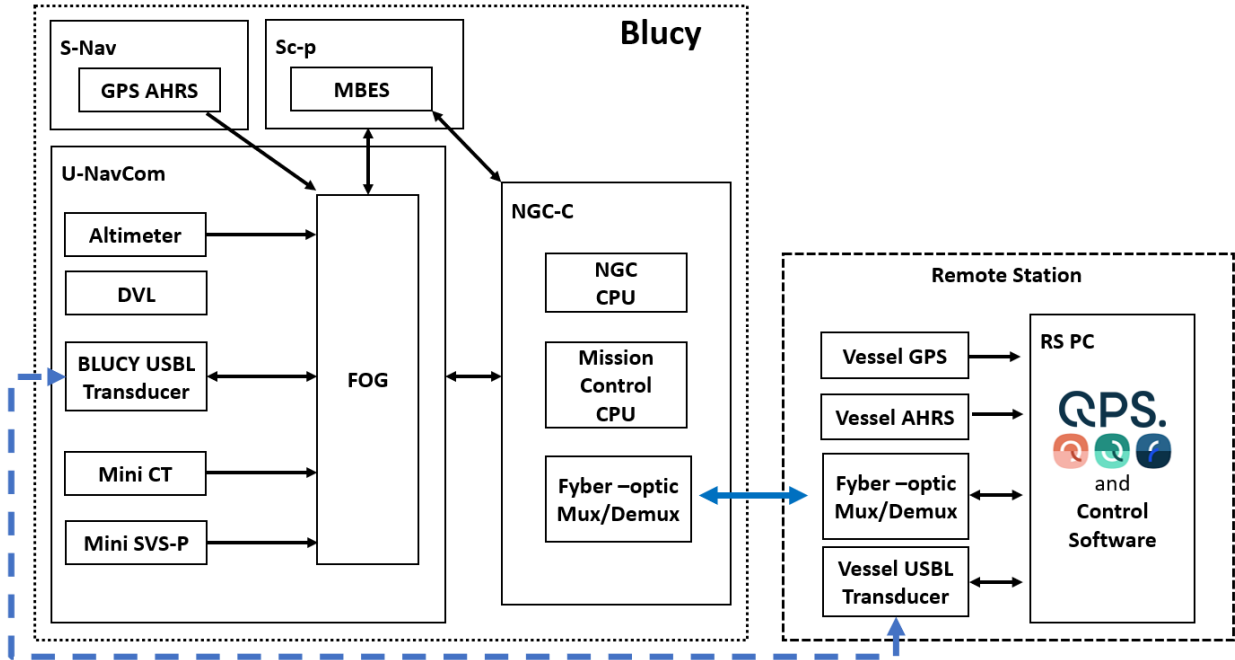 Blucy
S-Nav
GPS AHRS
Sc-p
MBES
U-NavCom
Altimeter
DVL
BLUCY USBL
Transducer
Mini CT
Mini SVS-P
FOG
NGC-C
NGC
CPU
Mission
Control
CPU
Fyber –optic
Mux/Demux
Remote Station
Vessel GPS
Vessel AHRS
Fyber –optic
Mux/Demux
Vessel USBL
Transducer
RS PC
QPS.
and
Control
Software